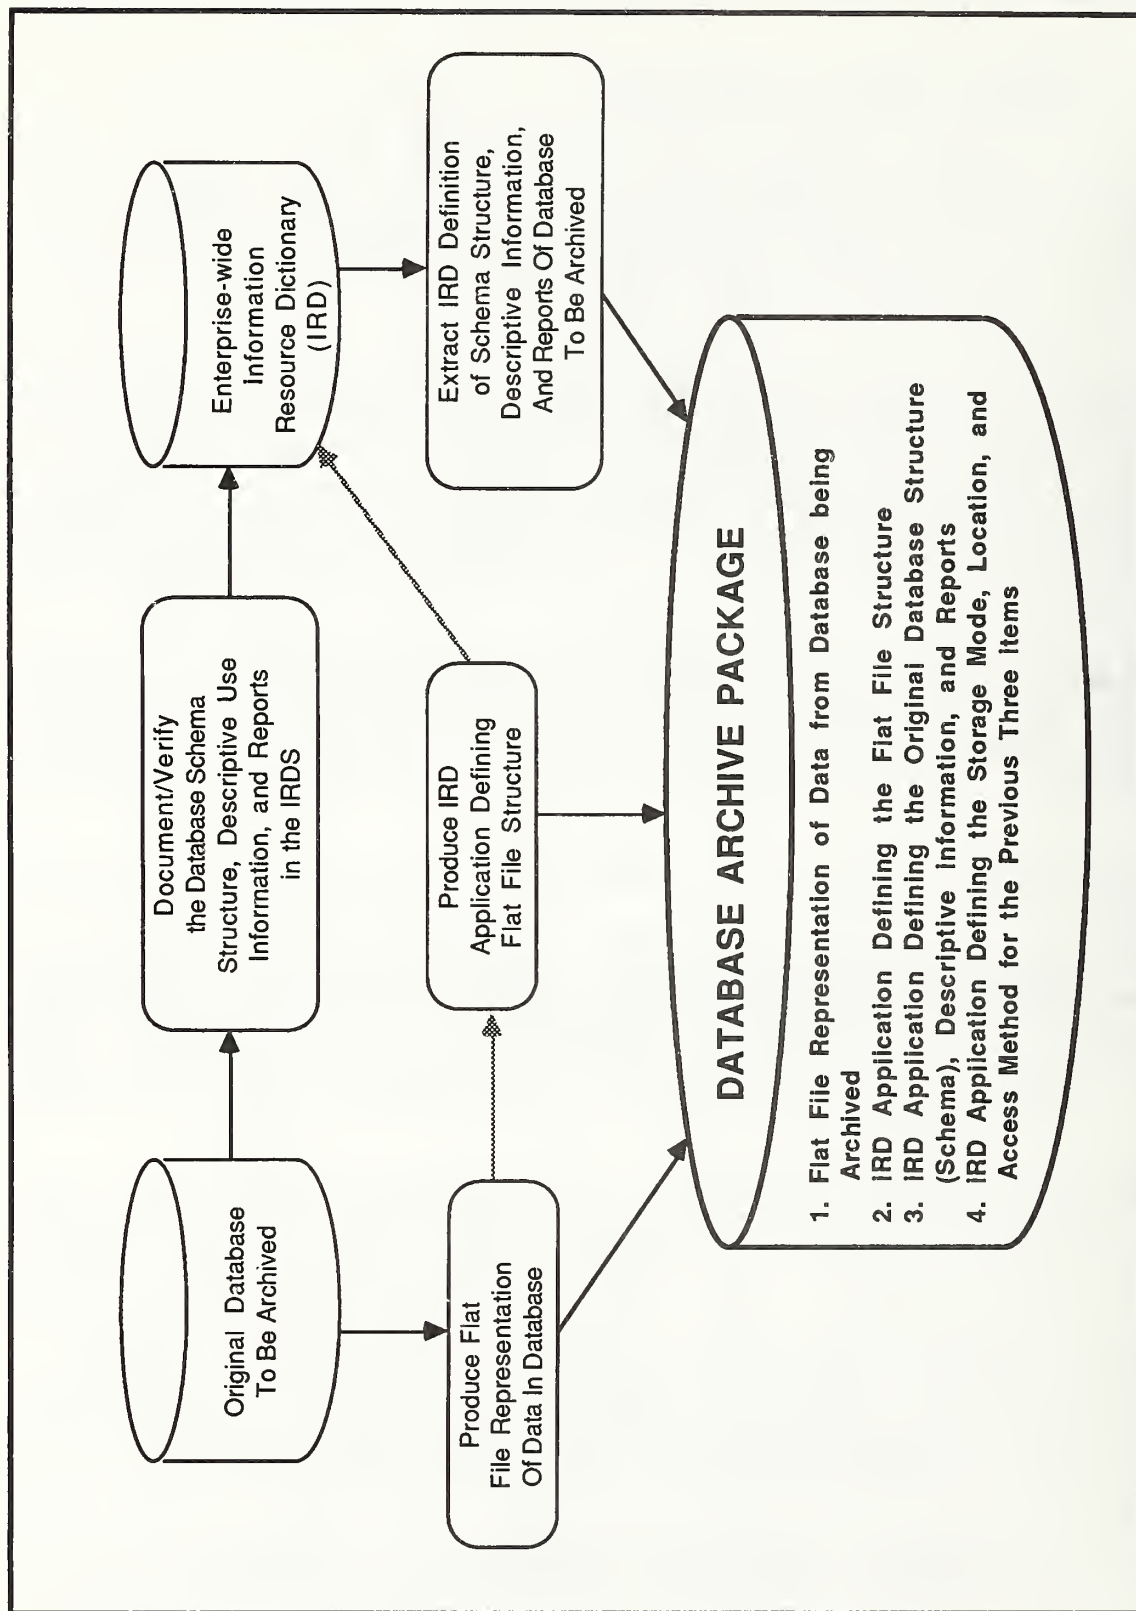 Original Database
To Be Archived
Document/Verify
the Database Schema
Structure, Descriptive Use
Information, and Reports
in the IRDS
Enterprise-wide
Information
Resource Dictionary
(IRD)
Produce Flat
File Representation
Of Data In Database
Produce IRD
Application Defining
Flat File Structure
Extract IRD Definition
of Schema Structure,
Descriptive Information,
And Reports Of Database
To Be Archived
DATABASE ARCHIVE PACKAGE
1. Flat File Representation of Data from Database being
Archived
2. IRD Application Defining the Flat File Structure
3. IRD Application Defining the Original Database Structure
(Schema), Descriptive Information, and Reports
4. IRD Application Defining the Storage Mode, Location, and
Access Method for the Previous Three Items